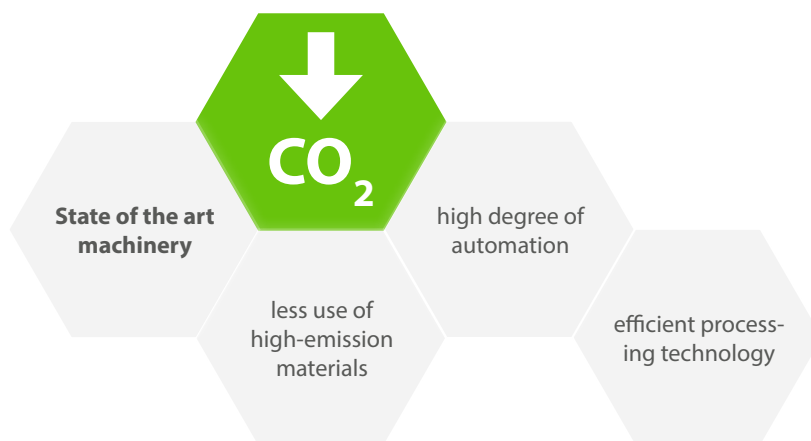 CO₂
State of the art
machinery
high degree of
automation
less use of
high-emission
materials
efficient process-
ing technology